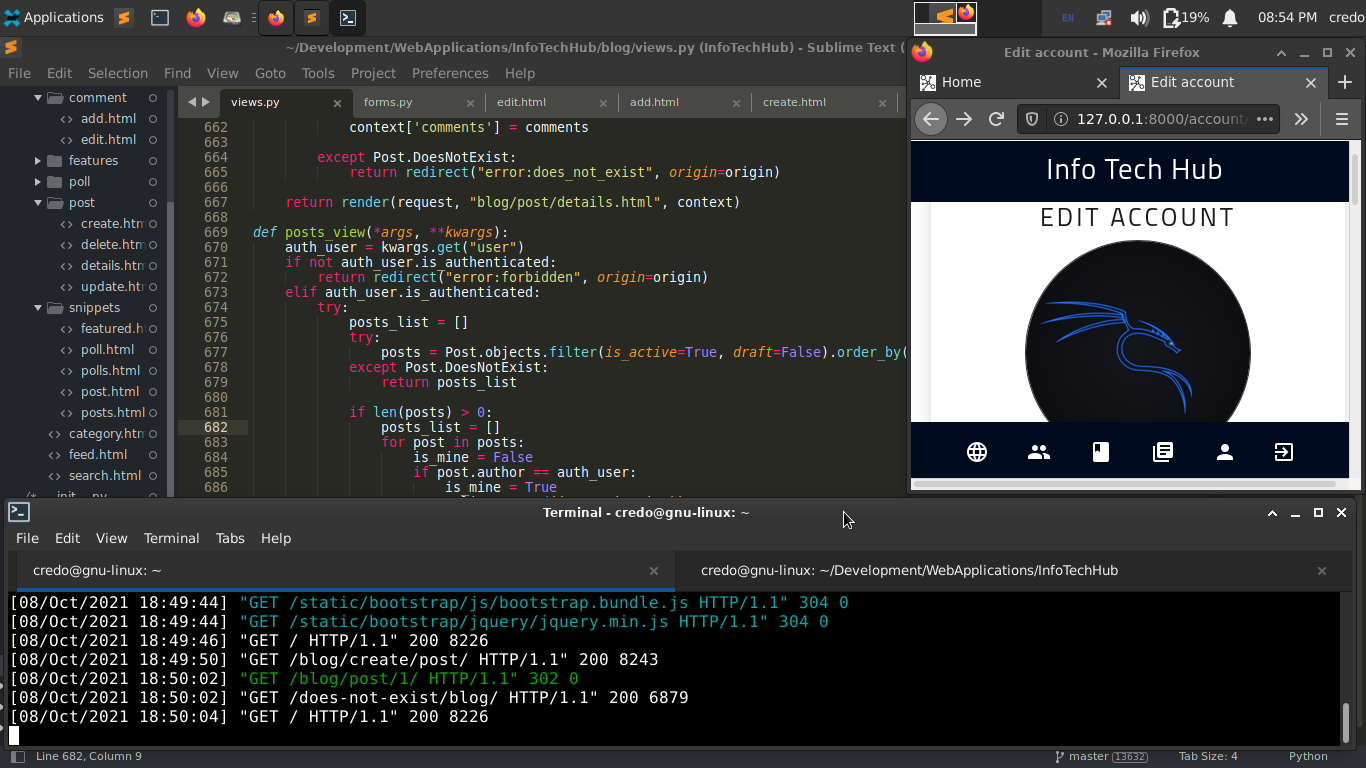 Applications
EN
19%
08:54 PM
credo
~/Development/WebApplications/InfoTechHub/blog/views.py (InfoTechHub) - Sublime Text (
File Edit Selection Find View Goto Tools Project Preferences Help
comment
add.html
edit.html
features
poll
post
create.htm
delete.htm
details.htm
update.ht
snippets
featured.h
poll.html
polls.html
post.html
posts.html
category.htm
feed.html
search.html
views.py forms.py edit.html add.html create.html
662 context['comments'] = comments
663
664 except Post.DoesNotExist:
665 return redirect("error:does_not_exist", origin=origin)
666
667 return render(request, "blog/post/details.html", context)
668
669 def posts_view(*args, **kwargs):
670 auth_user = kwargs.get("user")
671 if not auth_user.is_authenticated:
672 return redirect("error:forbidden", origin=origin)
673 elif auth_user.is_authenticated:
674 try:
675 posts_list = []
676 try:
677 posts = Post.objects.filter(is_active=True, draft=False).order_by(
678 except Post.DoesNotExist:
679 return posts_list
680
681 if len(posts) > 0:
682 posts_list = []
683 for post in posts:
684 is_mine = False
685 if post.author == auth_user:
686 is_mine = True
Edit account - Mozilla Firefox
Home
Edit account
127.0.0.1:8000/account
Info Tech Hub
EDIT ACCOUNT
Terminal - credo@gnu-linux: ~
File Edit View Terminal Tabs Help
credo@gnu-linux: ~
credo@gnu-linux: ~/Development/WebApplications/InfoTechHub
[08/Oct/2021 18:49:44] "GET /static/bootstrap/js/bootstrap.bundle.js HTTP/1.1" 304 0
[08/Oct/2021 18:49:44] "GET /static/bootstrap/jquery/jquery.min.js HTTP/1.1" 304 0
[08/Oct/2021 18:49:46] "GET / HTTP/1.1" 200 8226
[08/Oct/2021 18:49:50] "GET /blog/create/post/ HTTP/1.1" 200 8243
[08/Oct/2021 18:50:02] "GET /blog/post/1/ HTTP/1.1" 302 0
[08/Oct/2021 18:50:02] "GET /does-not-exist/blog/ HTTP/1.1" 200 6879
[08/Oct/2021 18:50:04] "GET / HTTP/1.1" 200 8226
Line 682, Column 9
master 13632
Tab Size: 4
Python